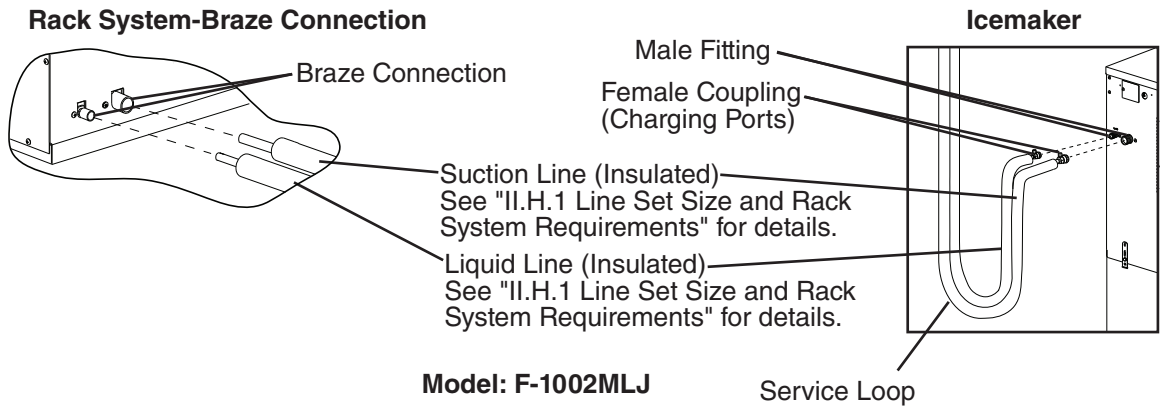 Rack System-Braze Connection
Icemaker
Male Fitting
Braze Connection
Female Coupling
(Charging Ports)
Suction Line (Insulated)
See "II.H.1 Line Set Size and Rack
System Requirements" for details.
Liquid Line (Insulated)
See "II.H.1 Line Set Size and Rack
System Requirements" for details.
Model: F-1002MLJ
Service Loop